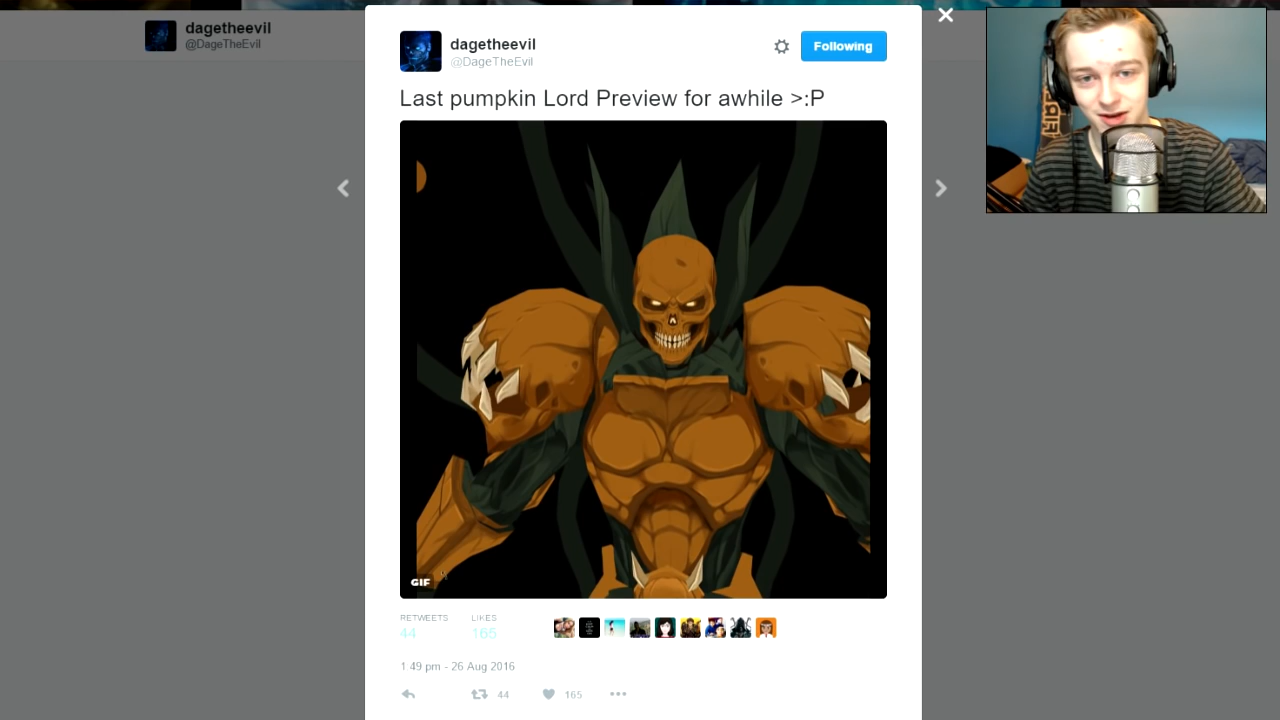 dagetheevil
@DageTheEvil
dagetheevil
@DageTheEvil
Following
Last pumpkin Lord Preview for awhile >:P
GIF
RETWEETS
44
LIKES
165
1:49 pm - 26 Aug 2016
44
165